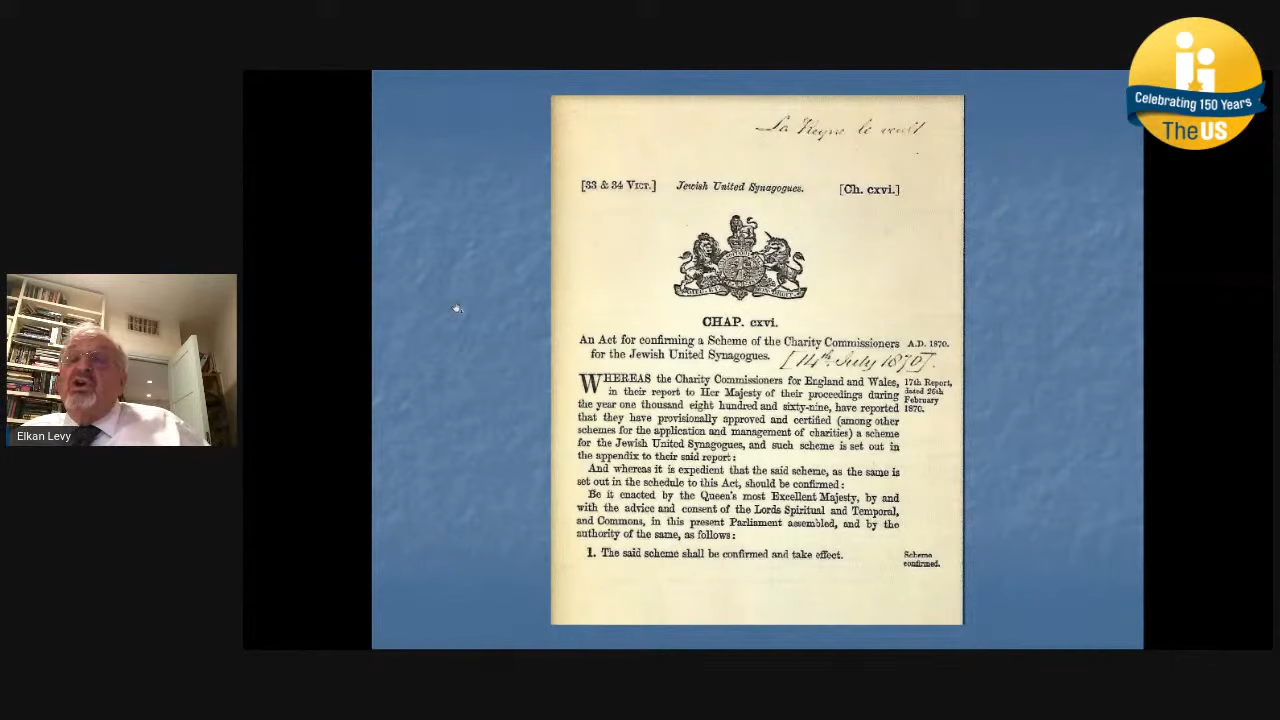 Celebrating 150 Years
TheUS
La Reyne le veult
[33 & 34 VICT.]
Jewish United Synagogues.
[Ch. cxvi.]
CHAP. cxvi.
An Act for confirming a Scheme of the Charity Commissioners
for the Jewish United Synagogues.
A.D. 1870.
[14th July 1870].
WHEREAS the Charity Commissioners for England and Wales,
in their report to Her Majesty of their proceedings during
the year one thousand eight hundred and sixty-nine, have reported
that they have provisionally approved and certified (among other
schemes for the application and management of charities) a scheme
for the Jewish United Synagogues, and such scheme is set out in
the appendix to their said report:
17th Report,
dated 26th
February
1870.
And whereas it is expedient that the said scheme, as the same is
set out in the schedule to this Act, should be confirmed:
Be it enacted by the Queen's most Excellent Majesty, by and
with the advice and consent of the Lords Spiritual and Temporal,
and Commons, in this present Parliament assembled, and by the
authority of the same, as follows:
1. The said scheme shall be confirmed and take effect.
Scheme
confirmed.
Elkan Levy